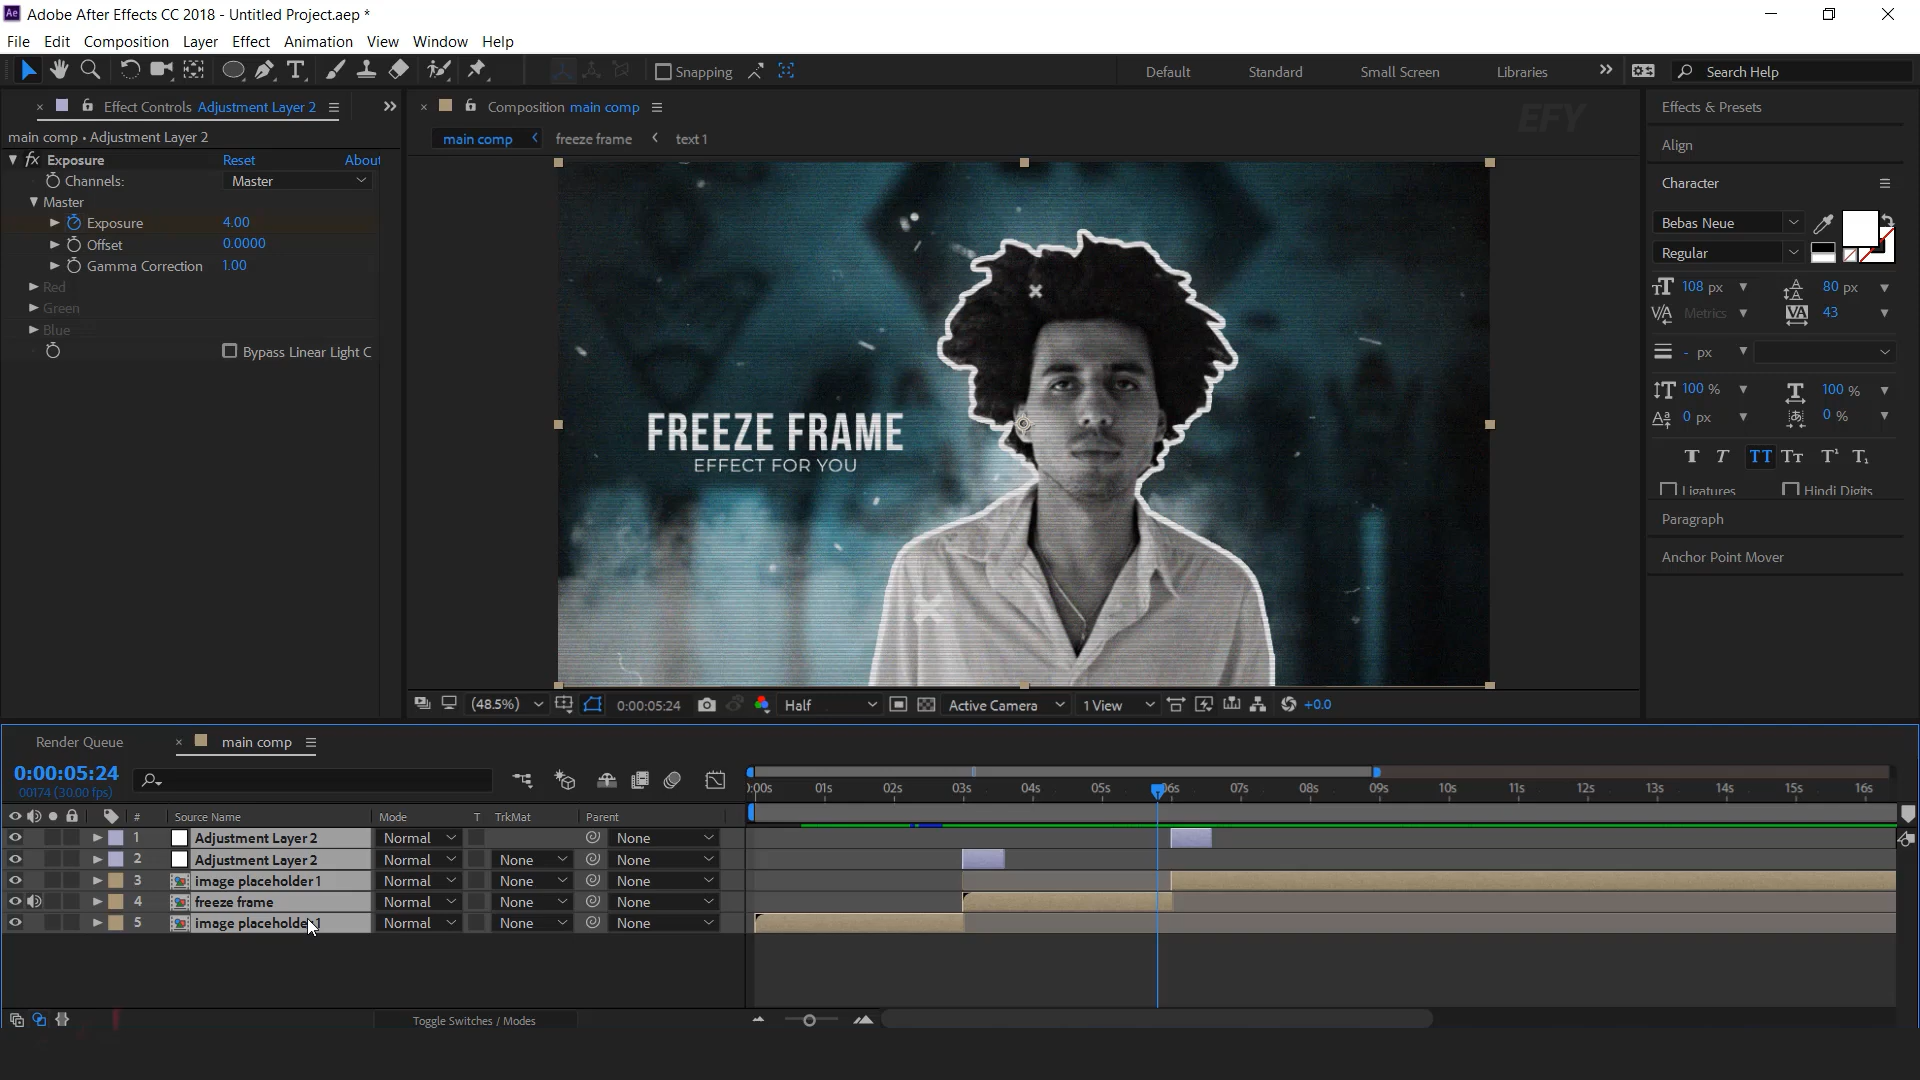 Adobe After Effects CC 2018 - Untitled Project.aep *
File Edit Composition Layer Effect Animation View Window Help
Snapping
Default Standard Small Screen Libraries
Search Help
Effect Controls Adjustment Layer 2
main comp • Adjustment Layer 2
fx Exposure Reset About
Channels: Master
Master
Exposure 4.00
Offset 0.0000
Gamma Correction 1.00
Red
Green
Blue
Bypass Linear Light C
Composition main comp
EFY
main comp freeze frame text 1
FREEZE FRAME
EFFECT FOR YOU
(48.5%) 0:00:05:24 Half Active Camera 1 View +0.0
Effects & Presets
Align
Character
Bebas Neue
Regular
108 px 80 px
Metrics 43
- px
100 % 100 %
0 px 0 %
Ligatures Hindi Digits
Paragraph
Anchor Point Mover
Render Queue main comp
0:00:05:24
00174 (30.00 fps)
):00s 01s 02s 03s 04s 05s 06s 07s 08s 09s 10s 11s 12s 13s 14s 15s 16s
# Source Name Mode T TrkMat Parent
1 Adjustment Layer 2 Normal None
2 Adjustment Layer 2 Normal None None
3 image placeholder 1 Normal None None
4 freeze frame Normal None None
5 image placeholder 1 Normal None None
Toggle Switches / Modes